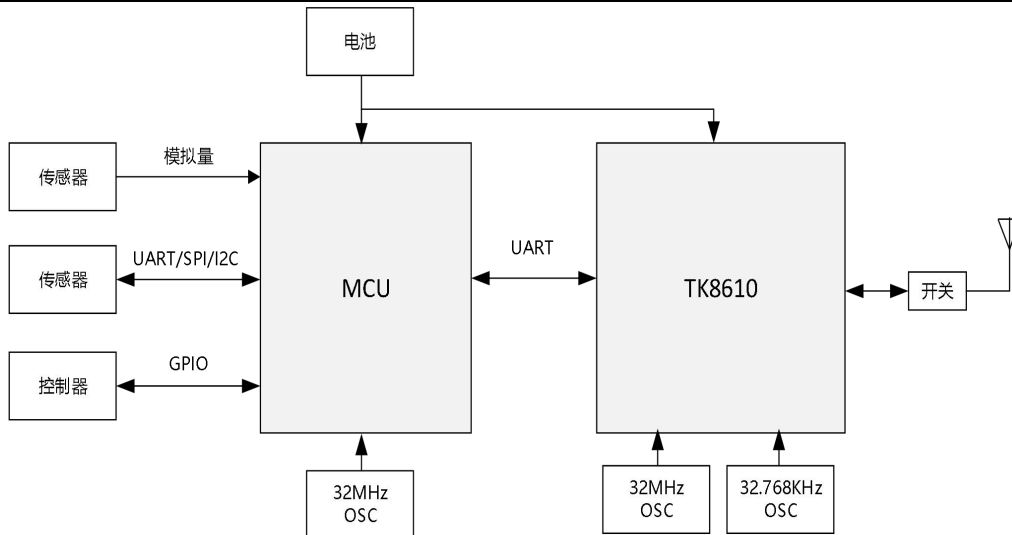 电池
传感器
模拟量
传感器
UART/SPI/I2C
控制器
GPIO
MCU
UART
TK8610
开关
32MHz
OSC
32MHz
OSC
32.768KHz
OSC